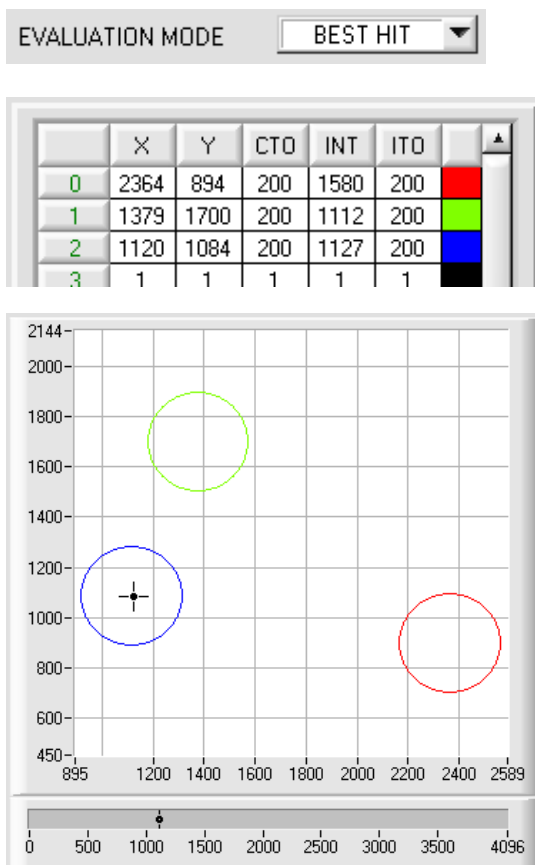 EVALUATION MODE BEST HIT
X Y CTO INT ITO
0 2364 894 200 1580 200
1 1379 1700 200 1112 200
2 1120 1084 200 1127 200
3 1 1 1 1 1
2144
2000
1800
1600
1400
1200
1000
800
600
450
895 1200 1400 1600 1800 2000 2200 2400 2589
0 500 1000 1500 2000 2500 3000 3500 4096